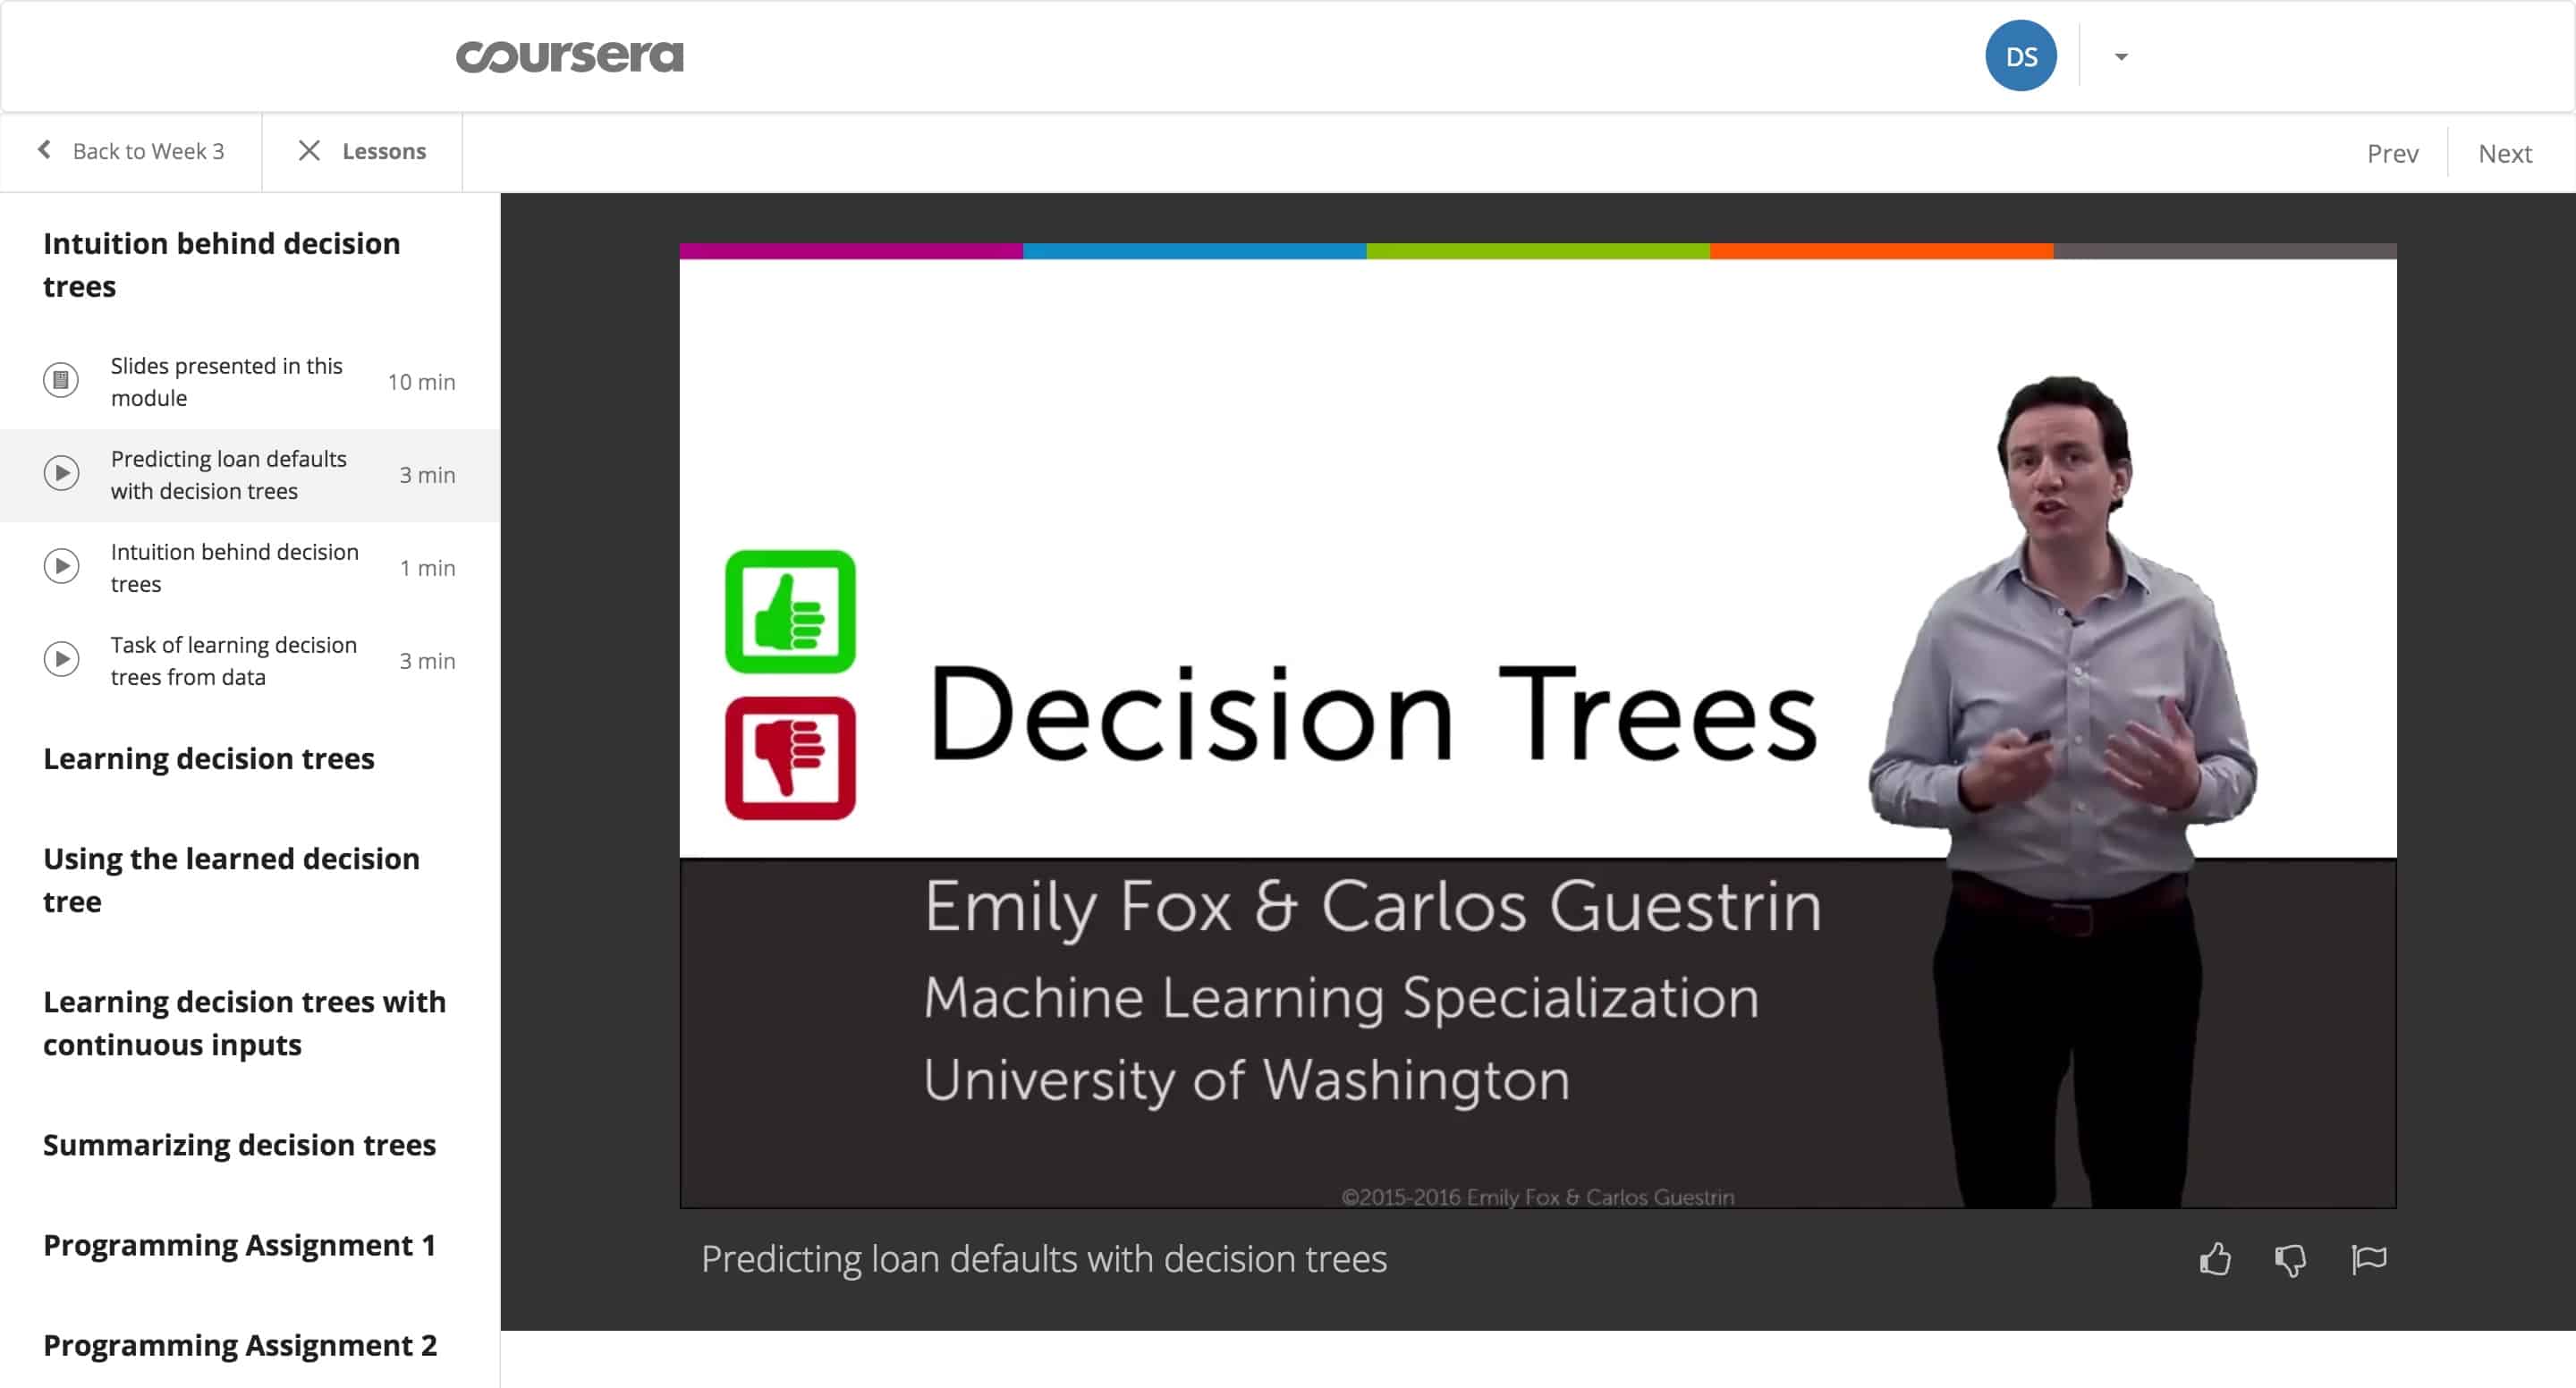 coursera
DS
Back to Week 3
Lessons
Prev
Next
Intuition behind decision
trees
Slides presented in this
module
10 min
Predicting loan defaults
with decision trees
3 min
Intuition behind decision
trees
1 min
Task of learning decision
trees from data
3 min
Learning decision trees
Using the learned decision
tree
Learning decision trees with
continuous inputs
Summarizing decision trees
Programming Assignment 1
Programming Assignment 2
Decision Trees
Emily Fox & Carlos Guestrin
Machine Learning Specialization
University of Washington
©2015-2016 Emily Fox & Carlos Guestrin
Predicting loan defaults with decision trees